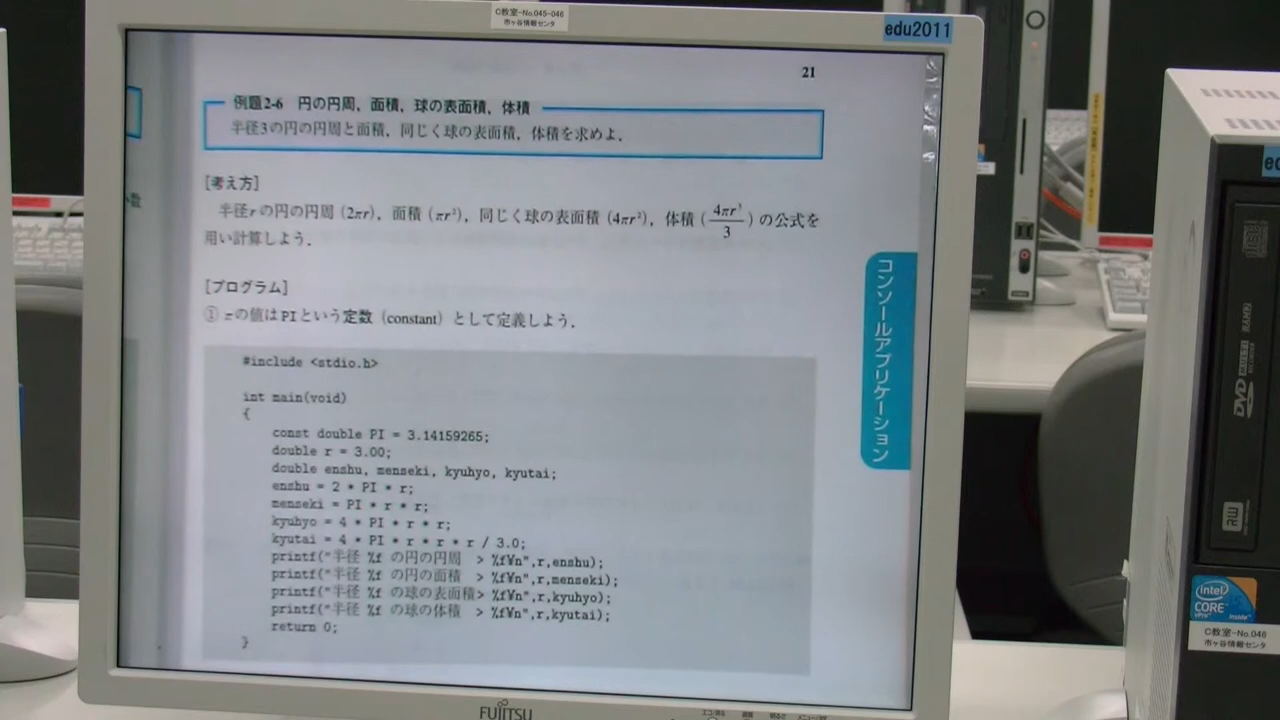 C教室-No.045-046
市ヶ谷情報センタ
edu2011
21
例題2-6 円の円周、面積、球の表面積、体積
半径3の円の円周と面積、同じく球の表面積、体積を求めよ.
[考え方]
半径rの円の円周(2πr)、面積(πr²)、同じく球の表面積(4πr²)、体積(4πr³/3)の公式を
用い計算しよう.
[プログラム]
① πの値はPIという定数(constant)として定義しよう.
#include <stdio.h>
int main(void)
{
const double PI = 3.14159265;
double r = 3.00;
double enshu, menseki, kyuhyo, kyutai;
enshu = 2 * PI * r;
menseki = PI * r * r;
kyuhyo = 4 * PI * r * r;
kyutai = 4 * PI * r * r * r / 3.0;
printf("半径 %f の円の円周 > %f¥n",r,enshu);
printf("半径 %f の円の面積 > %f¥n",r,menseki);
printf("半径 %f の球の表面積> %f¥n",r,kyuhyo);
printf("半径 %f の球の体積 > %f¥n",r,kyutai);
return 0;
}
コンソールアプリケーション
FUJITSU
DVD MULTI RECORDER
RW
intel
CORE
vPro inside
C教室-No.046
市ヶ谷情報センタ